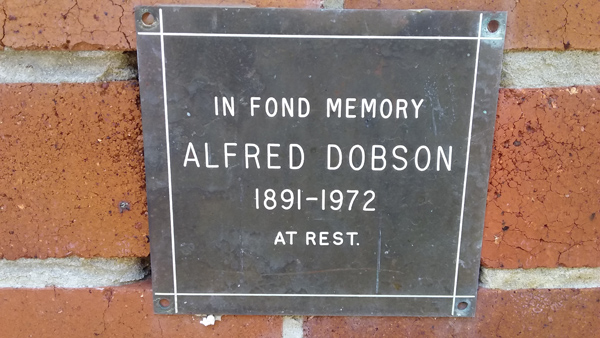 IN FOND MEMORY
ALFRED DOBSON
1891-1972
AT REST.